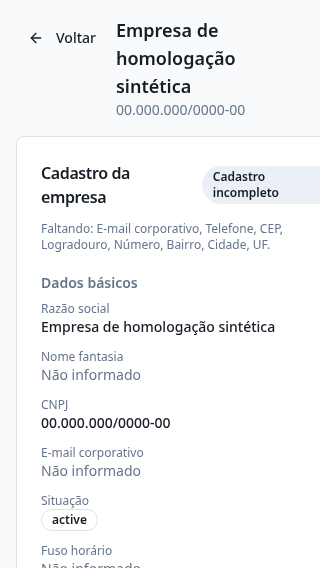 Voltar
Empresa de
homologação
sintética
00.000.000/0000-00
Cadastro da
empresa
Cadastro
incompleto
Faltando: E-mail corporativo, Telefone, CEP,
Logradouro, Número, Bairro, Cidade, UF.
Dados básicos
Razão social
Empresa de homologação sintética
Nome fantasia
Não informado
CNPJ
00.000.000/0000-00
E-mail corporativo
Não informado
Situação
active
Fuso horário
Não informado